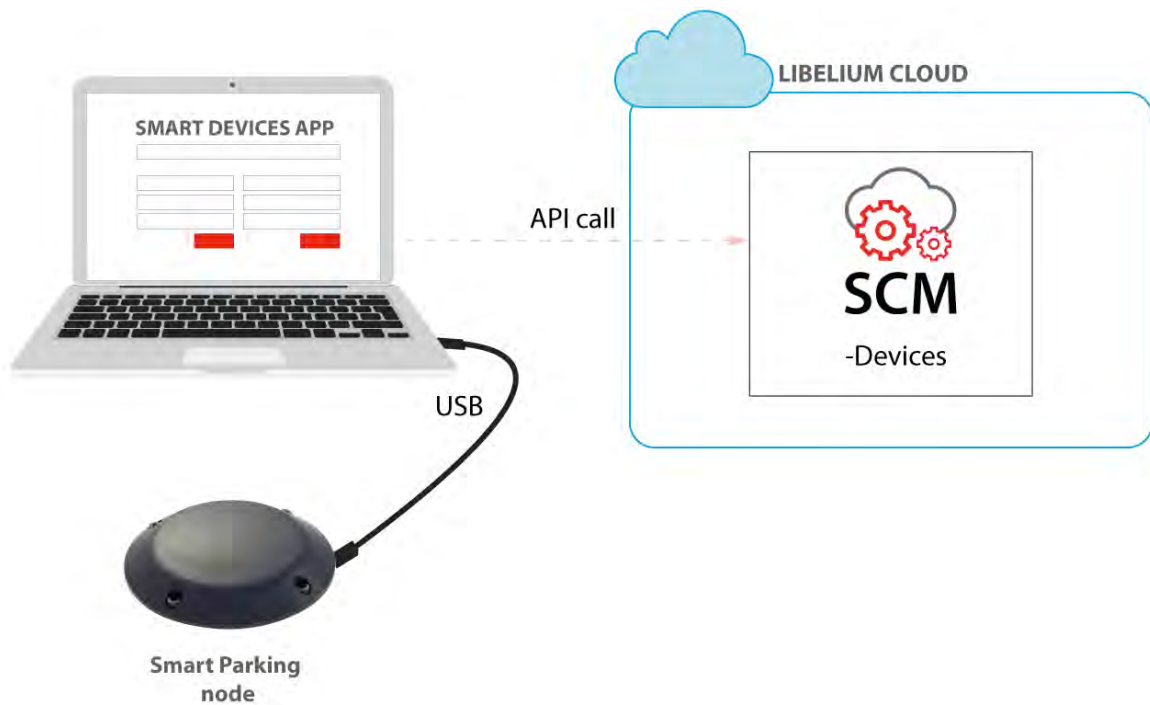 LIBELIUM CLOUD
SMART DEVICES APP
API call
SCM
-Devices
USB
Smart Parking
node